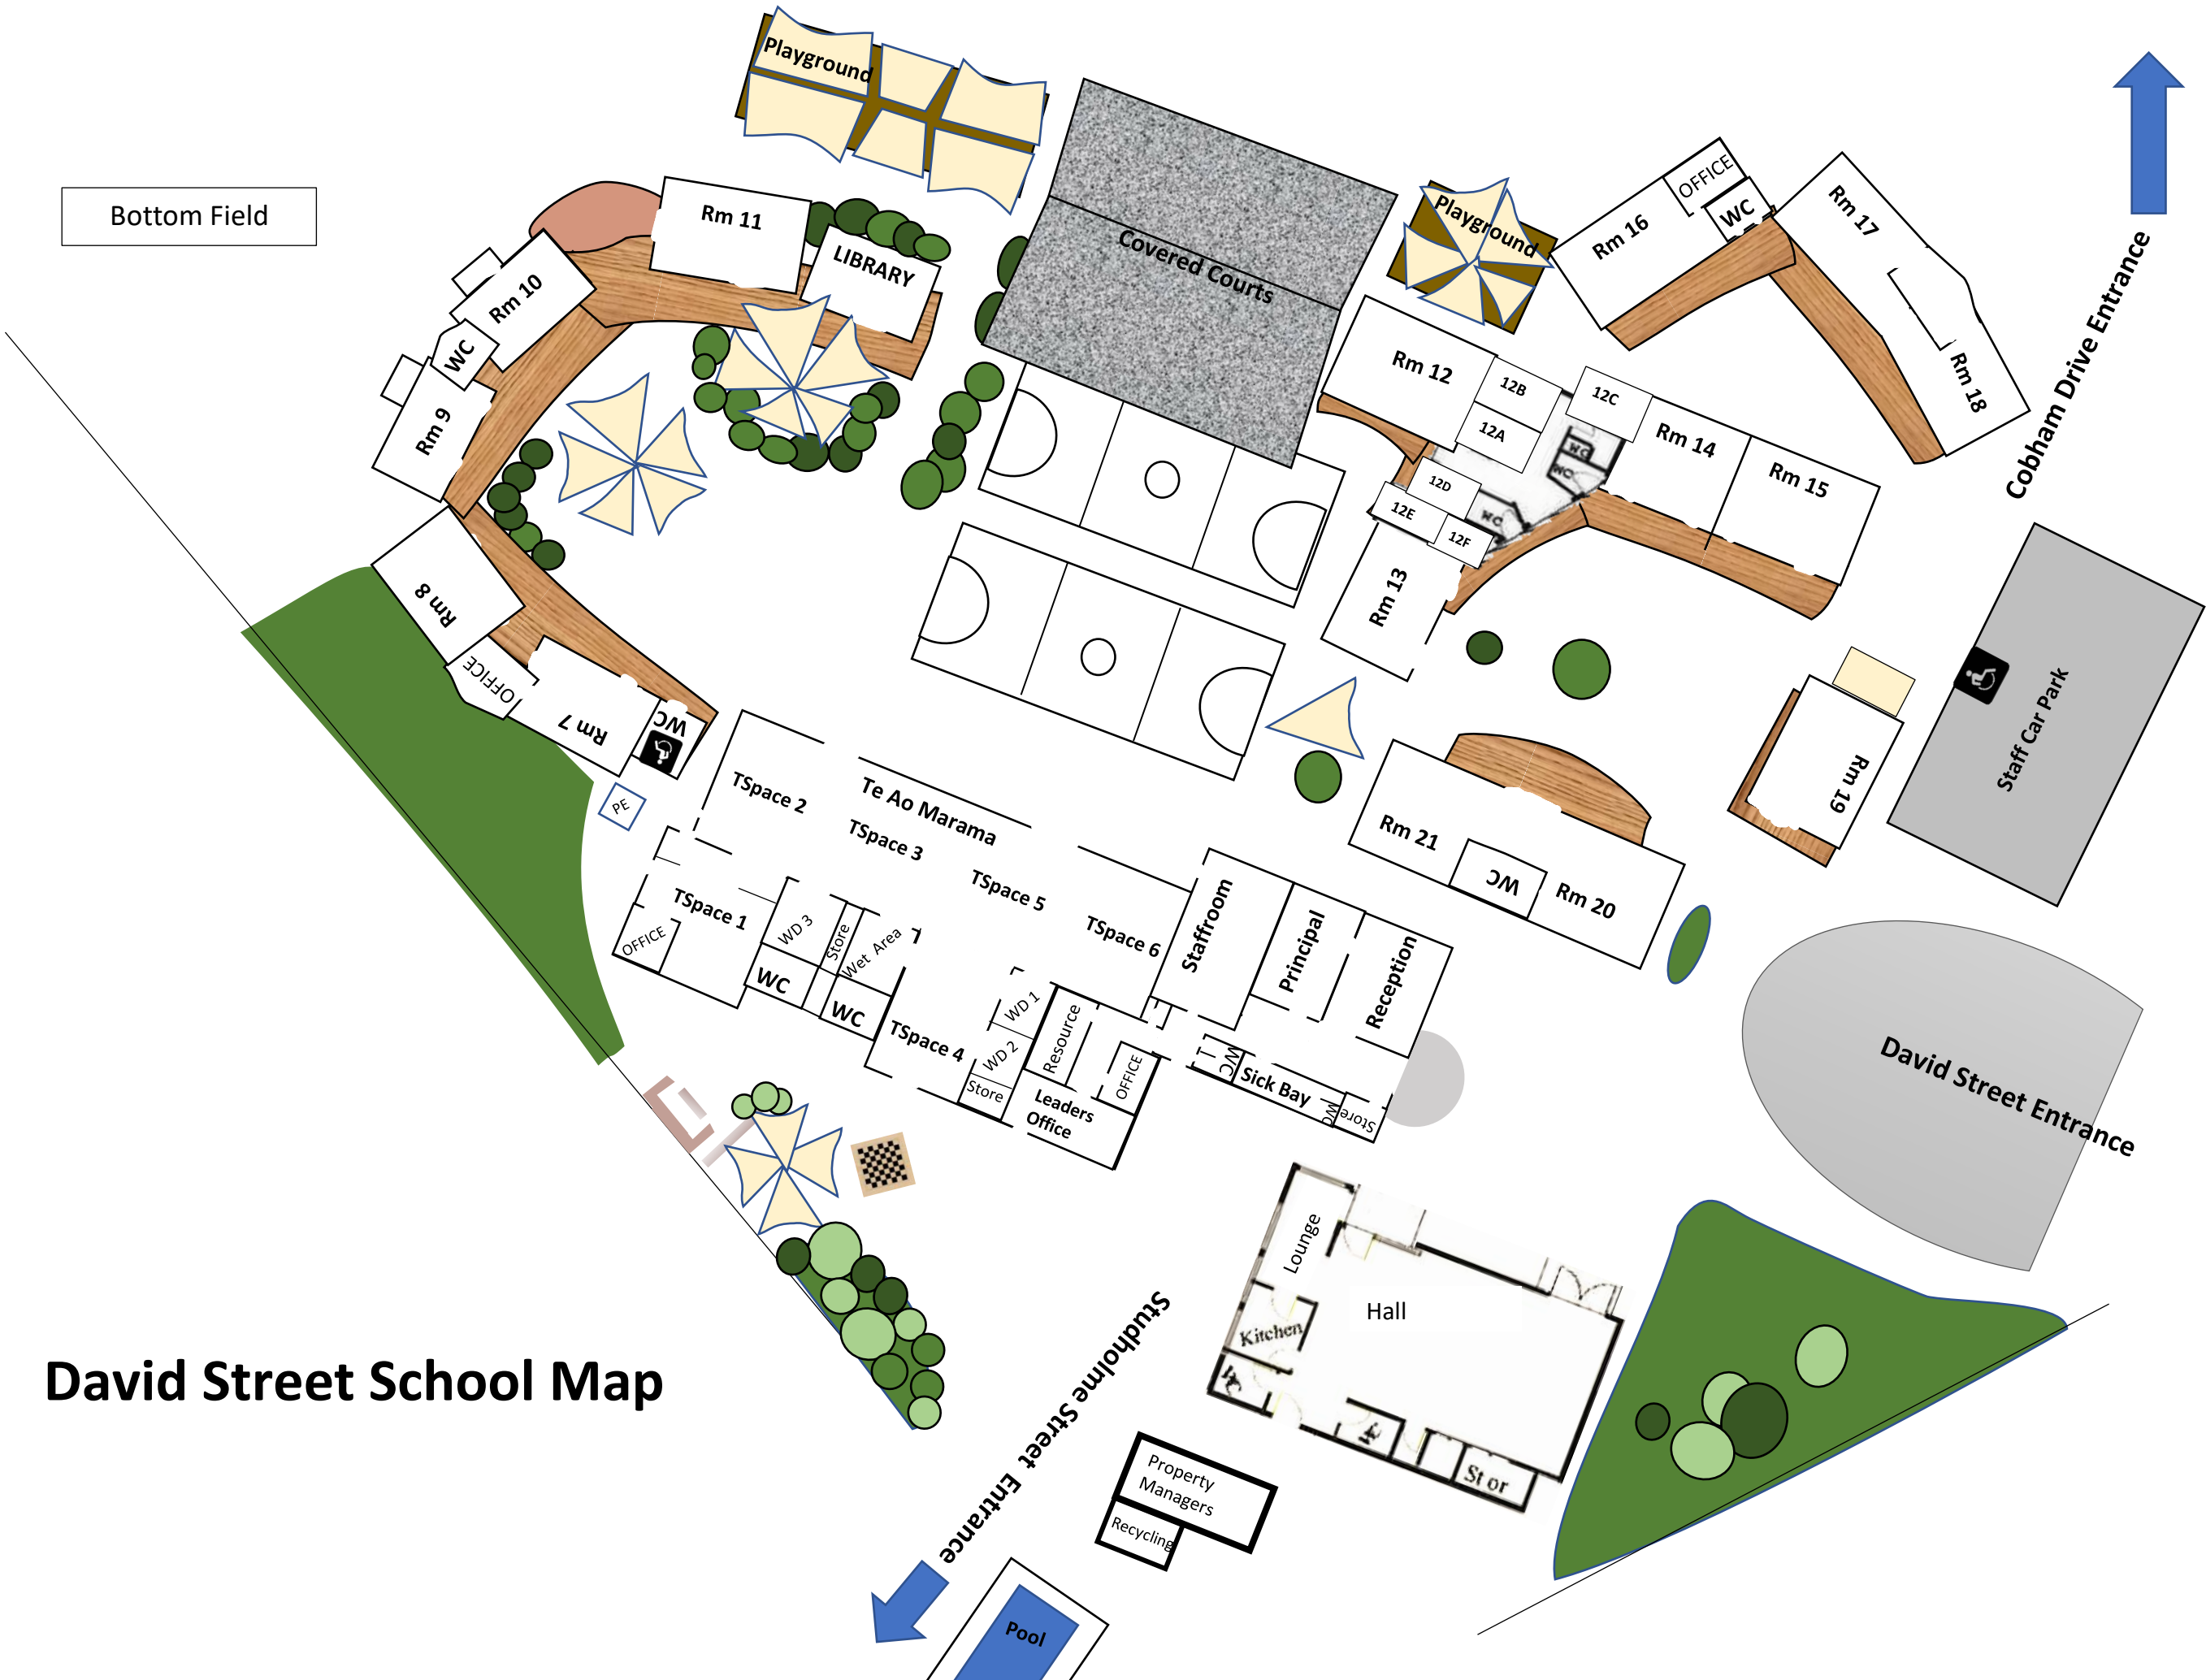 Playground
Bottom Field
Rm 11
LIBRARY
Rm 10
WC
Rm 9
Rm 8
OFFICE
Rm 7
WC
PE
Covered Courts
Playground
Rm 16
OFFICE
WC
Rm 17
Rm 18
Cobham Drive Entrance
Rm 12
12B
12A
12C
WC
WC
12D
12E
12F
WC
Rm 13
Rm 14
Rm 15
Staff Car Park
Rm 19
Rm 21
WC
Rm 20
TSpace 2
Te Ao Marama
TSpace 3
TSpace 5
TSpace 6
TSpace 1
OFFICE
WD 3
Store
Wet Area
WC
WC
TSpace 4
WD 1
WD 2
Store
Resource
OFFICE
Leaders
Office
Staffroom
Principal
Reception
IT
WC
Sick Bay
WC
Store
David Street Entrance
Lounge
Kitchen
Hall
Stor
Studholme Street Entrance
David Street School Map
Property
Managers
Recycling
Pool